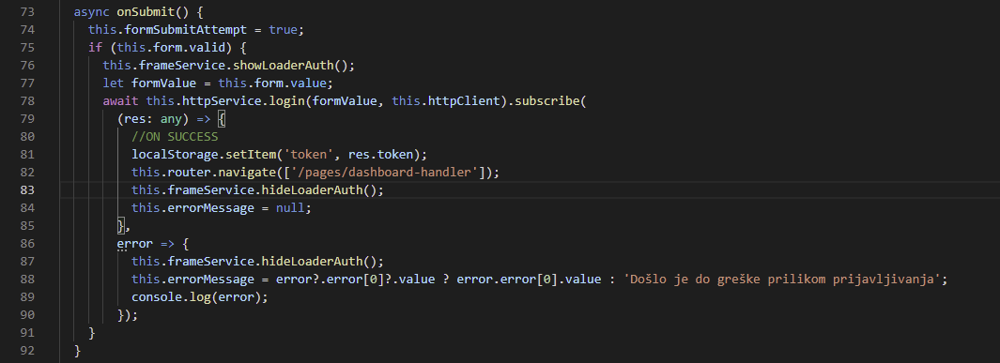 73 async onSubmit() {
74 this.formSubmitAttempt = true;
75 if (this.form.valid) {
76 this.frameService.showLoaderAuth();
77 let formValue = this.form.value;
78 await this.httpService.login(formValue, this.httpClient).subscribe(
79 (res: any) => {
80 //ON SUCCESS
81 localStorage.setItem('token', res.token);
82 this.router.navigate(['/pages/dashboard-handler']);
83 this.frameService.hideLoaderAuth();
84 this.errorMessage = null;
85 },
86 error => {
87 this.frameService.hideLoaderAuth();
88 this.errorMessage = error?.error[0]?.value ? error.error[0].value : 'Došlo je do greške prilikom prijavljivanja';
89 console.log(error);
90 });
91 }
92 }